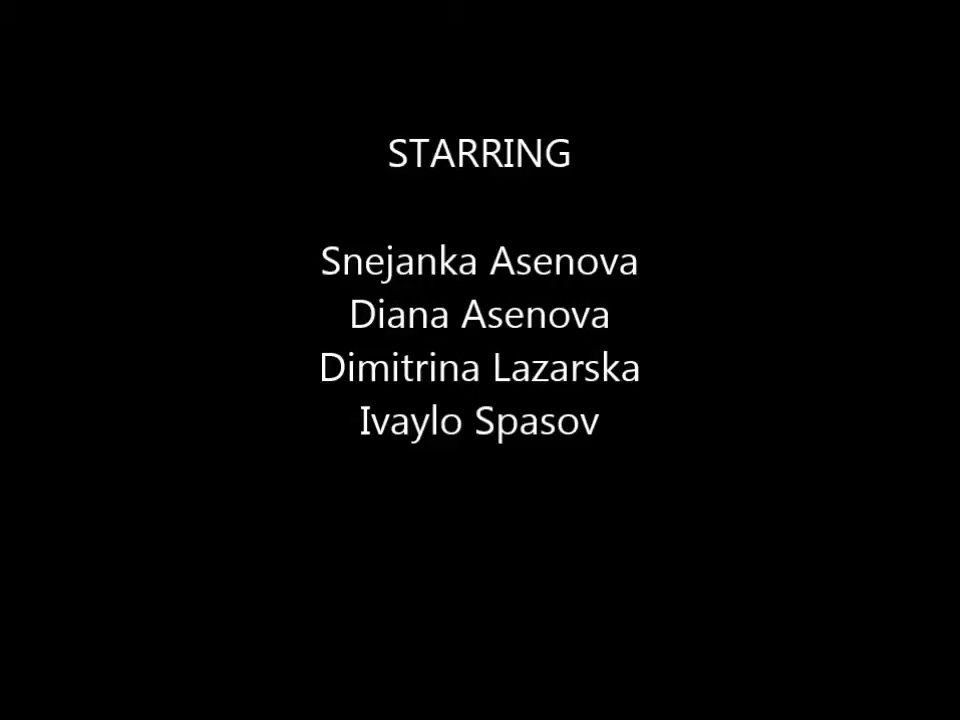 STARRING
Snejanka Asenova
Diana Asenova
Dimitrina Lazarska
Ivaylo Spasov